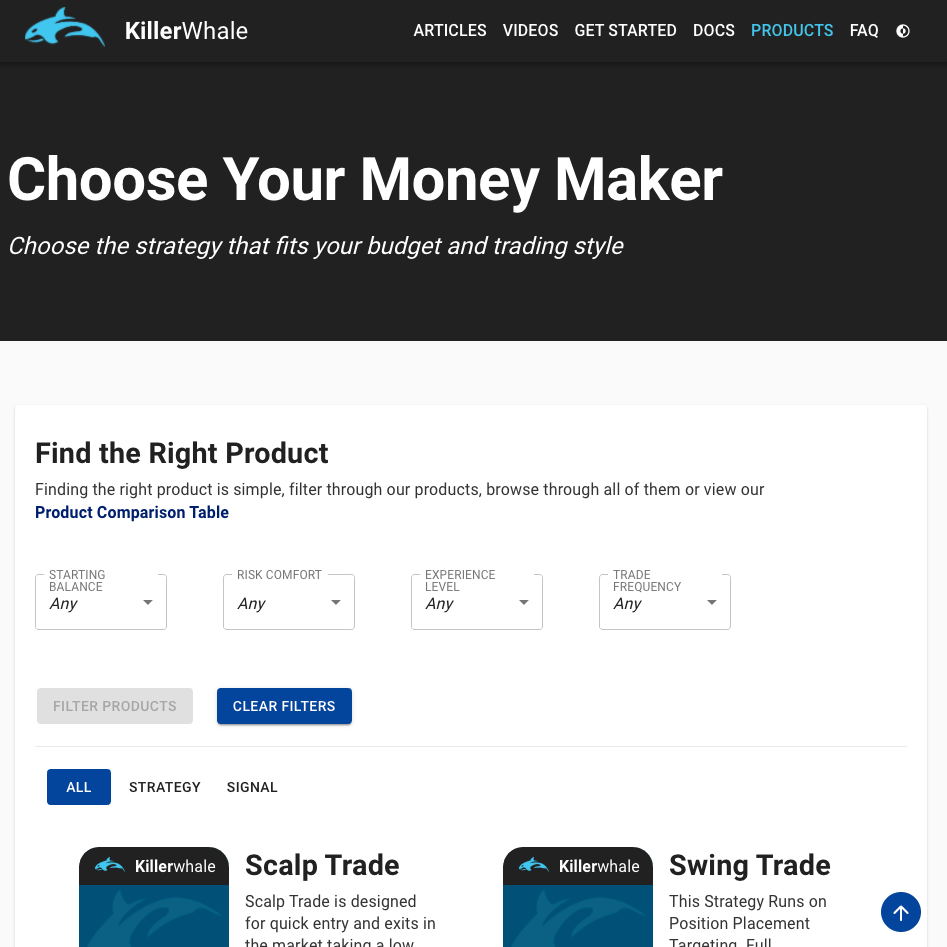 KillerWhale
ARTICLES VIDEOS GET STARTED DOCS PRODUCTS FAQ
Choose Your Money Maker
Choose the strategy that fits your budget and trading style
Find the Right Product
Finding the right product is simple, filter through our products, browse through all of them or view our
Product Comparison Table
STARTING
BALANCE
Any
RISK COMFORT
Any
EXPERIENCE
LEVEL
Any
TRADE
FREQUENCY
Any
FILTER PRODUCTS
CLEAR FILTERS
ALL
STRATEGY
SIGNAL
Killerwhale
Scalp Trade
Scalp Trade is designed
for quick entry and exits in
the market taking a low
Killerwhale
Swing Trade
This Strategy Runs on
Position Placement
Targeting. Full